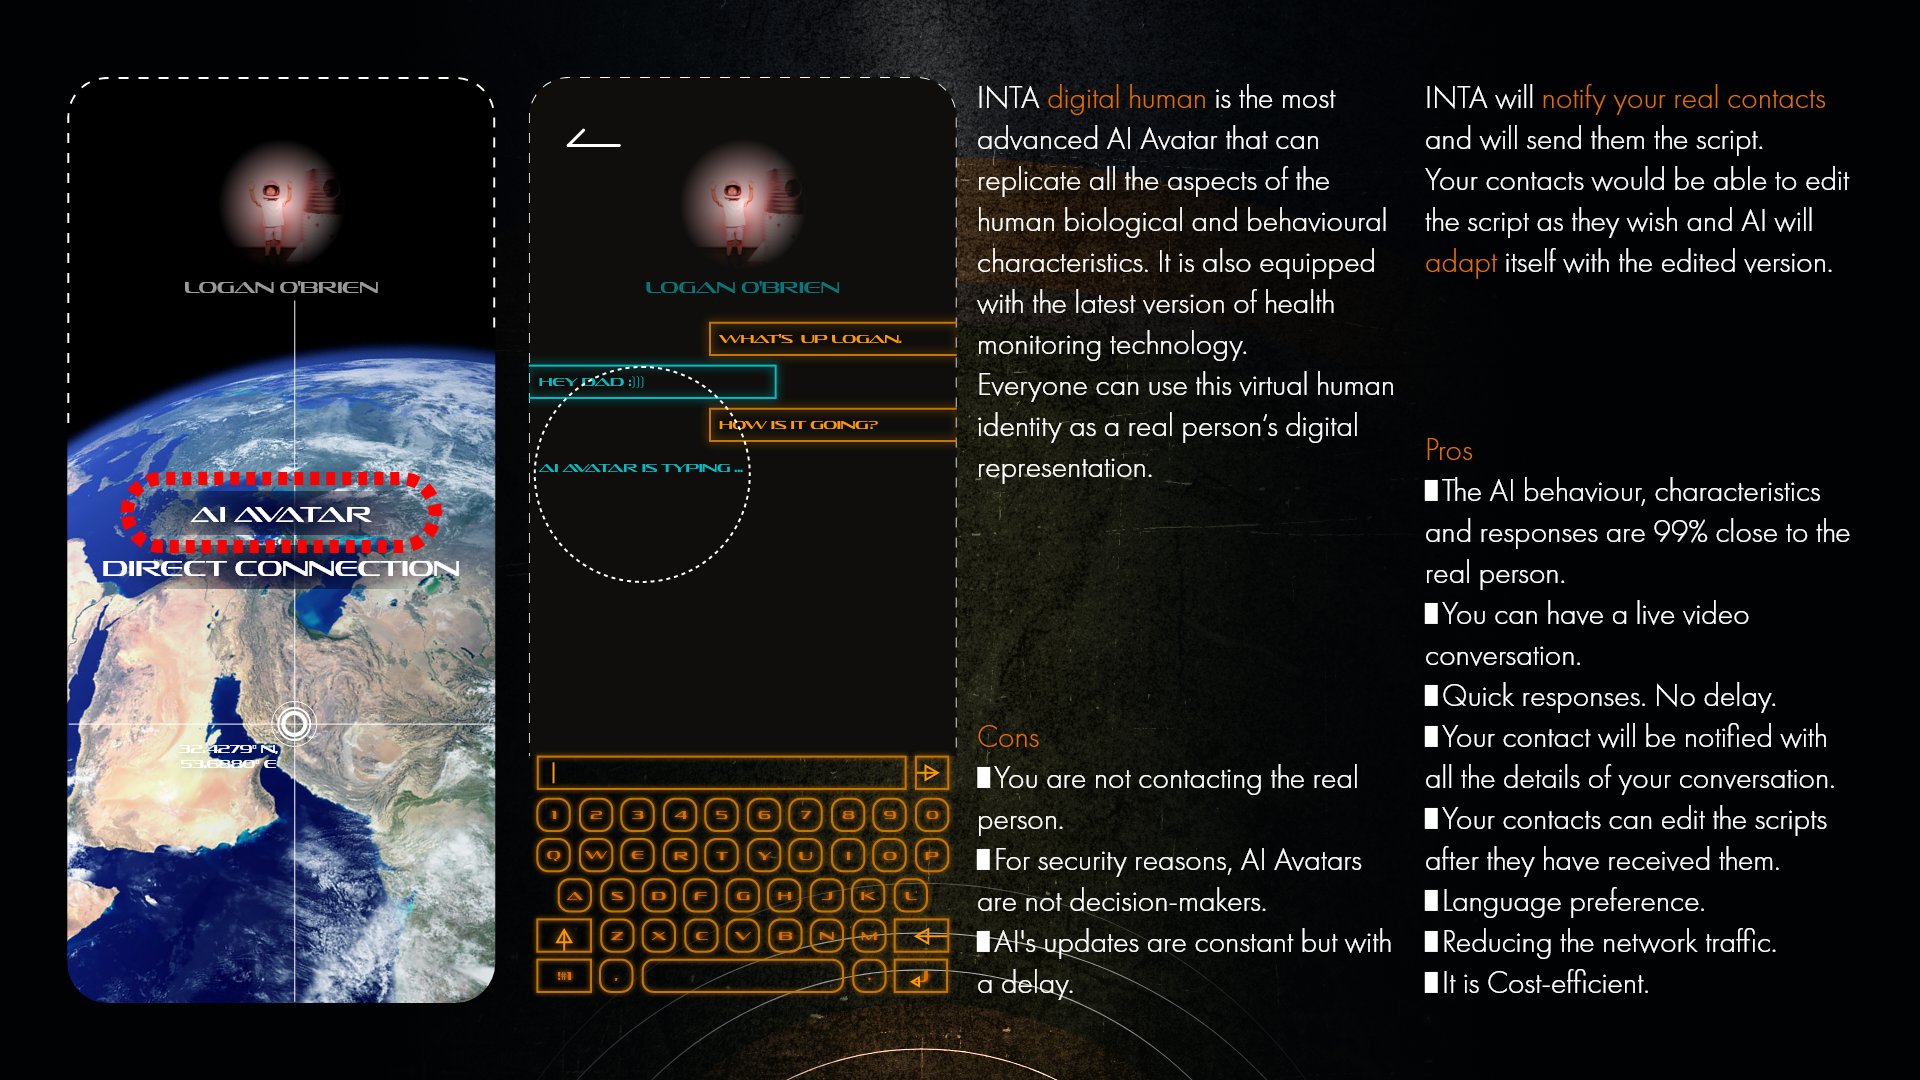 LOGAN O'BRIEN
AI AVATAR
DIRECT CONNECTION
32.4279° N,
53.6880° E
LOGAN O'BRIEN
WHAT'S UP LOGAN.
HEY DAD :)))
HOW IS IT GOING?
AI AVATAR IS TYPING ...
1 2 3 4 5 6 7 8 9 0
Q W E R T Y U I O P
A S D F G H J K L
Z X C V B N M
!#1 , .
INTA digital human is the most
advanced AI Avatar that can
replicate all the aspects of the
human biological and behavioural
characteristics. It is also equipped
with the latest version of health
monitoring technology.
Everyone can use this virtual human
identity as a real person's digital
representation.
Cons
You are not contacting the real
person.
For security reasons, AI Avatars
are not decision-makers.
AI's updates are constant but with
a delay.
INTA will notify your real contacts
and will send them the script.
Your contacts would be able to edit
the script as they wish and AI will
adapt itself with the edited version.
Pros
The AI behaviour, characteristics
and responses are 99% close to the
real person.
You can have a live video
conversation.
Quick responses. No delay.
Your contact will be notified with
all the details of your conversation.
Your contacts can edit the scripts
after they have received them.
Language preference.
Reducing the network traffic.
It is Cost-efficient.